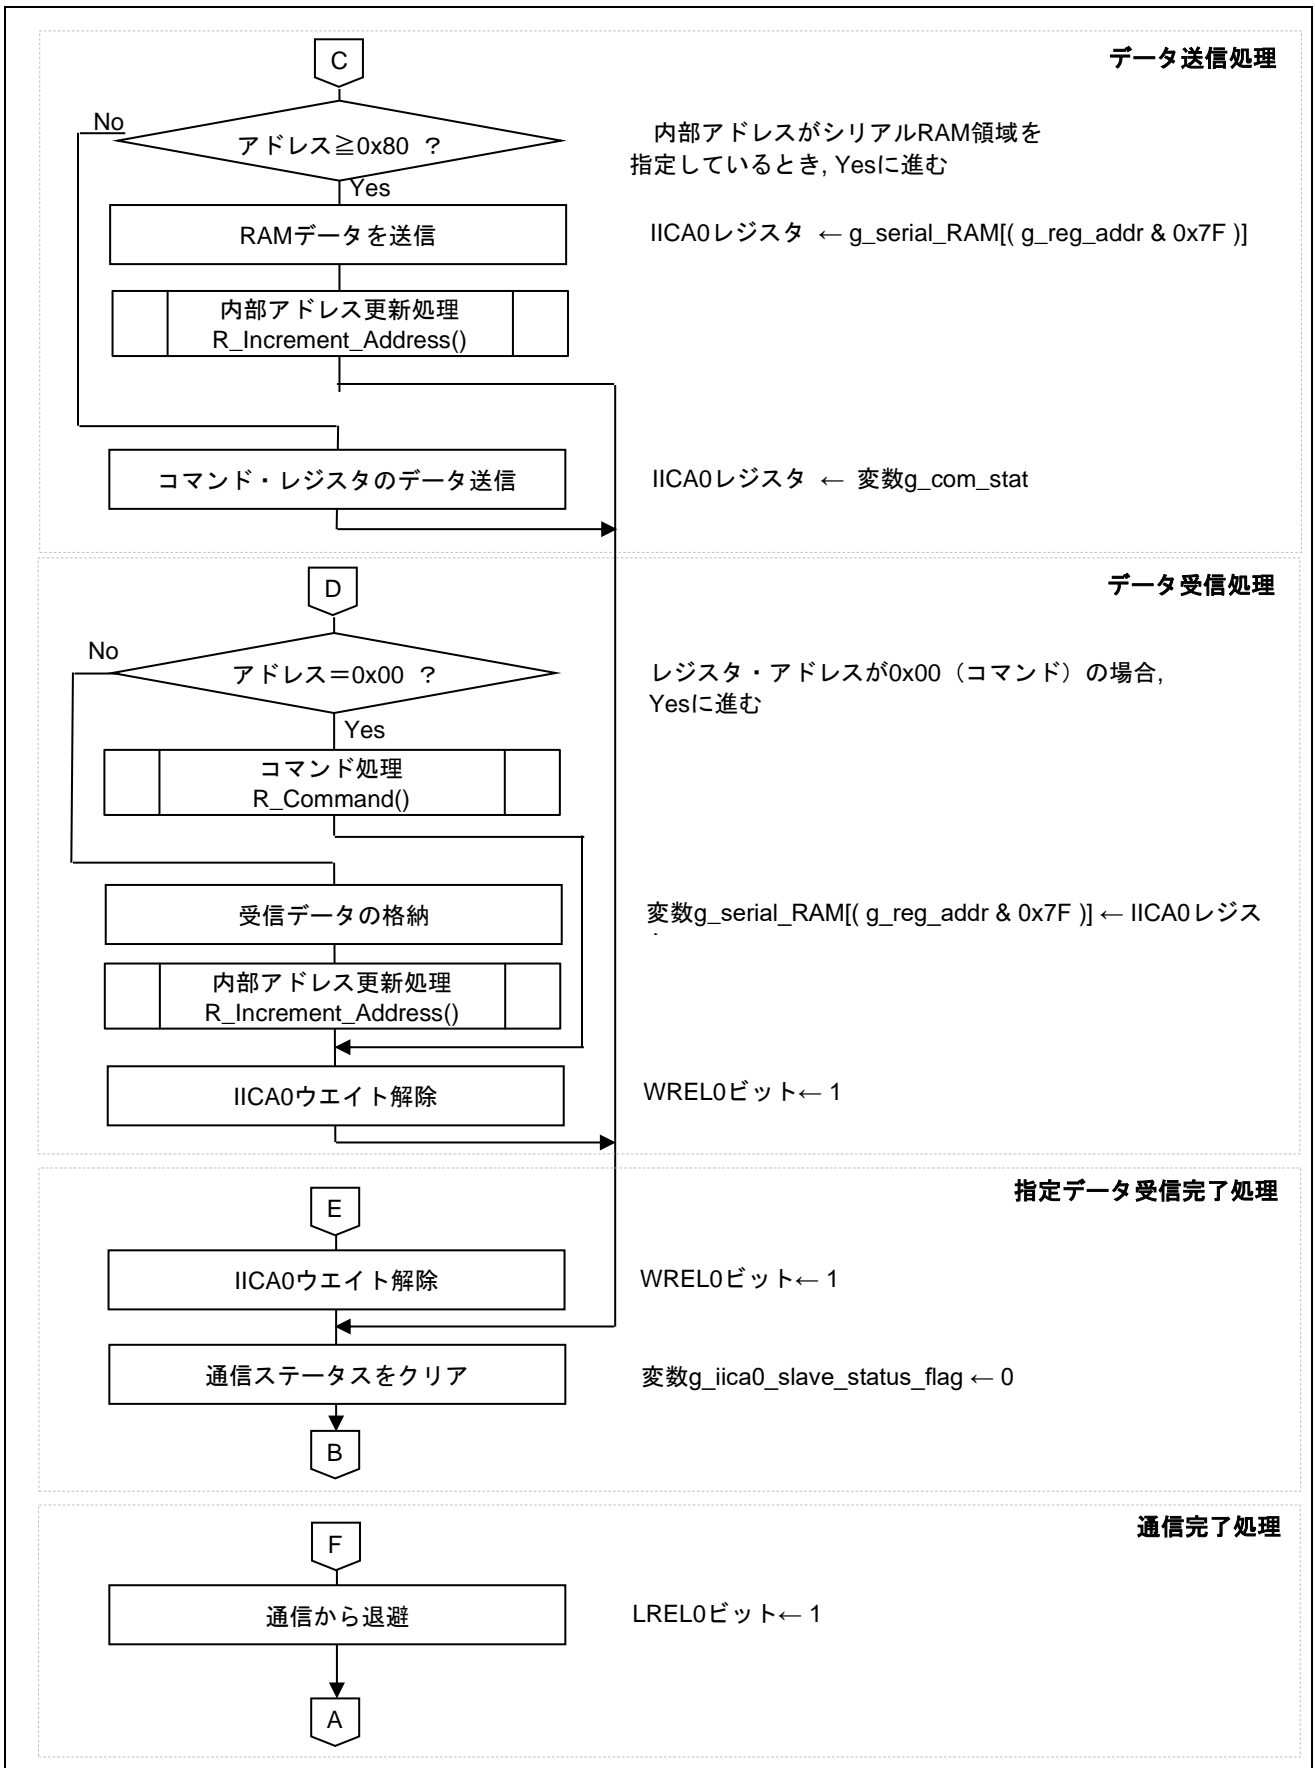 データ送信処理
C
No
アドレス≧0x80 ?
内部アドレスがシリアルRAM領域を
指定しているとき, Yesに進む
Yes
RAMデータを送信
IICA0レジスタ ← g_serial_RAM[( g_reg_addr & 0x7F )]
内部アドレス更新処理
R_Increment_Address()
コマンド・レジスタのデータ送信
IICA0レジスタ ← 変数g_com_stat
データ受信処理
D
No
アドレス＝0x00 ?
レジスタ・アドレスが0x00（コマンド）の場合,
Yesに進む
Yes
コマンド処理
R_Command()
受信データの格納
変数g_serial_RAM[( g_reg_addr & 0x7F )] ← IICA0レジス
内部アドレス更新処理
R_Increment_Address()
IICA0ウエイト解除
WREL0ビット← 1
指定データ受信完了処理
E
IICA0ウエイト解除
WREL0ビット← 1
通信ステータスをクリア
変数g_iica0_slave_status_flag ← 0
B
通信完了処理
F
通信から退避
LREL0ビット← 1
A